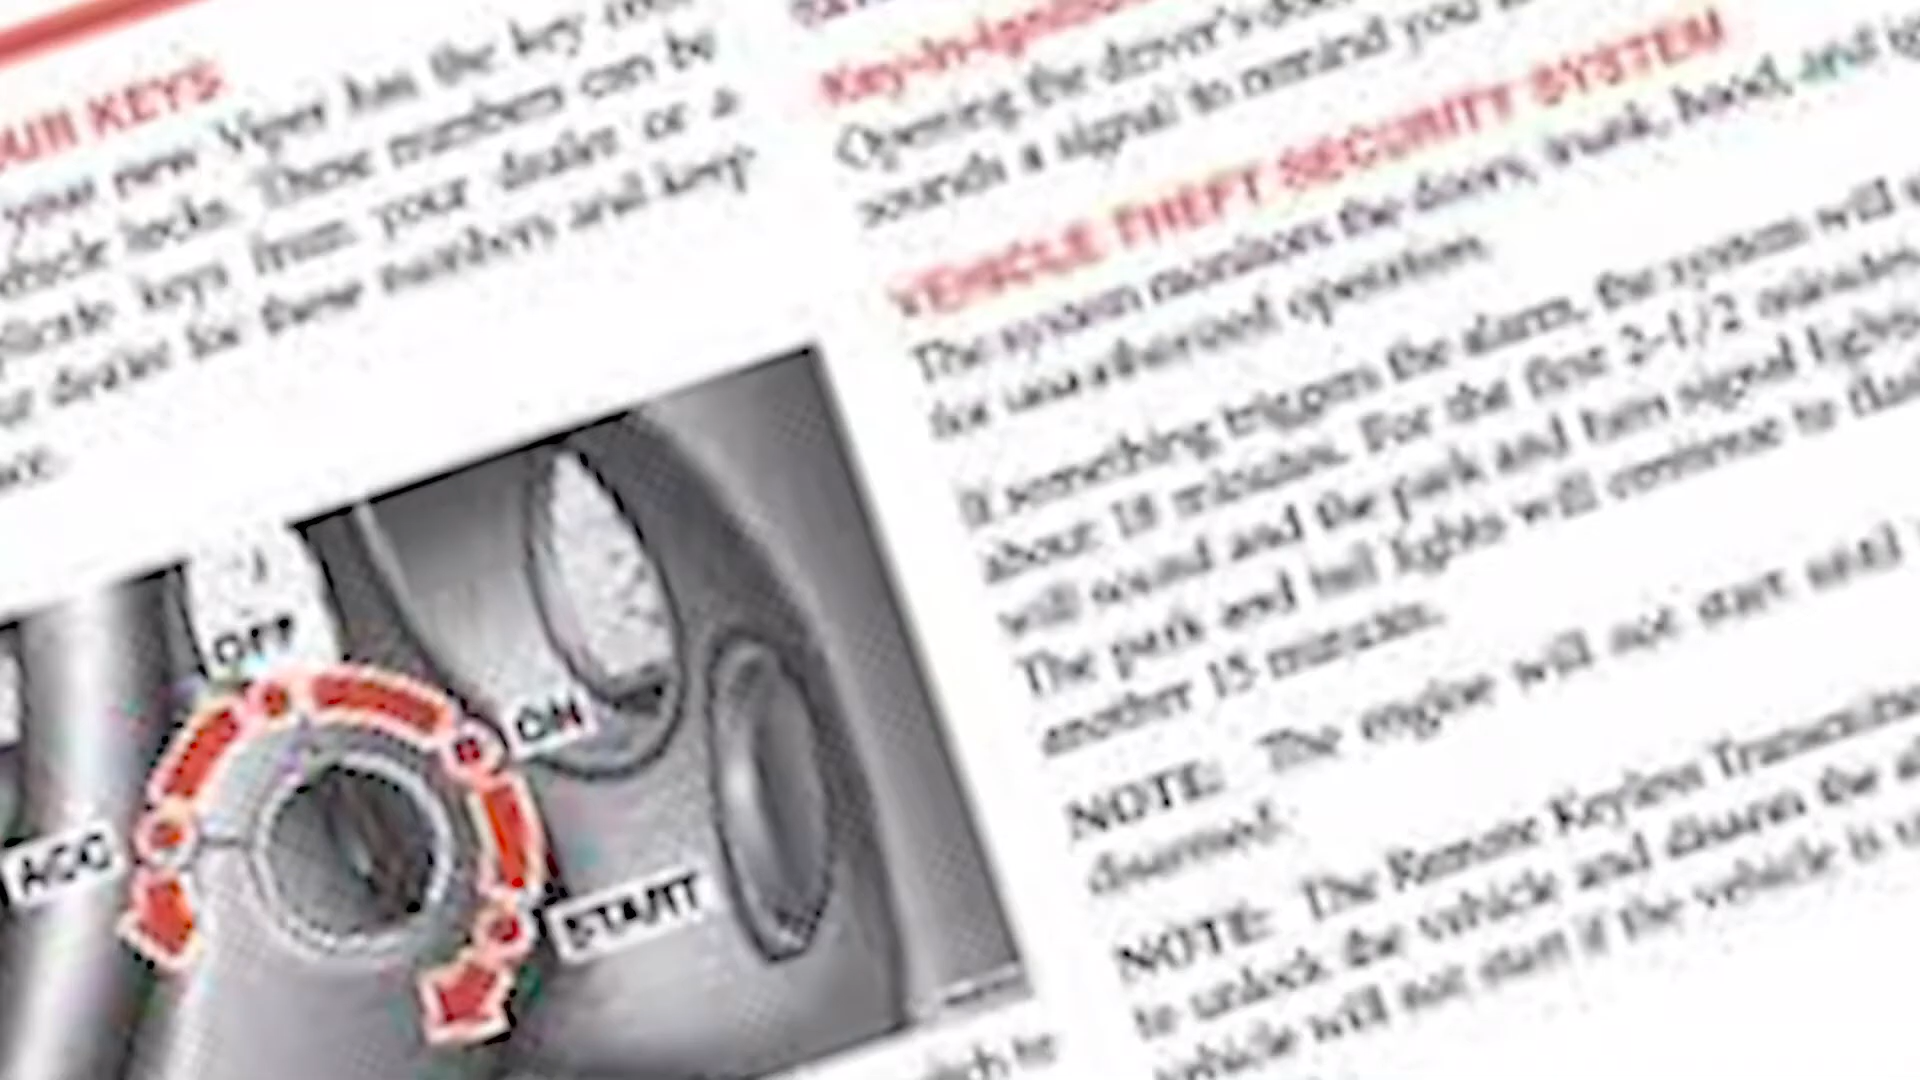 UR KEYS
your new Viper has the key
vehicle locks. These numbers can be
keys from your dealer or a
dealer for these numbers and keep
OFF
ON
ACC
START
Key-In-Ignition
Opening the driver's door
sounds a signal to remind you
VEHICLE THEFT SECURITY SYSTEM
The system monitors the doors, trunk, hood, and
for unauthorized operation.
If something triggers the alarm, the system will
about 18 minutes. For the first 2-1/2 minutes
will sound and the park and turn signal lights
The park and tail lights will continue to flash
another 15 minutes.
NOTE: The engine will not start until
disarmed.
NOTE: The Remote Keyless Transmitter
to unlock the vehicle and disarm the
vehicle will not start if the vehicle is